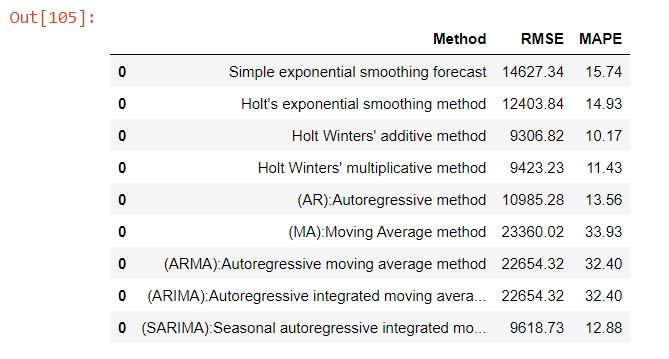 Out[105]:
Method RMSE MAPE
0 Simple exponential smoothing forecast 14627.34 15.74
0 Holt's exponential smoothing method 12403.84 14.93
0 Holt Winters' additive method 9306.82 10.17
0 Holt Winters' multiplicative method 9423.23 11.43
0 (AR):Autoregressive method 10985.28 13.56
0 (MA):Moving Average method 23360.02 33.93
0 (ARMA):Autoregressive moving average method 22654.32 32.40
0 (ARIMA):Autoregressive integrated moving avera... 22654.32 32.40
0 (SARIMA):Seasonal autoregressive integrated mo... 9618.73 12.88